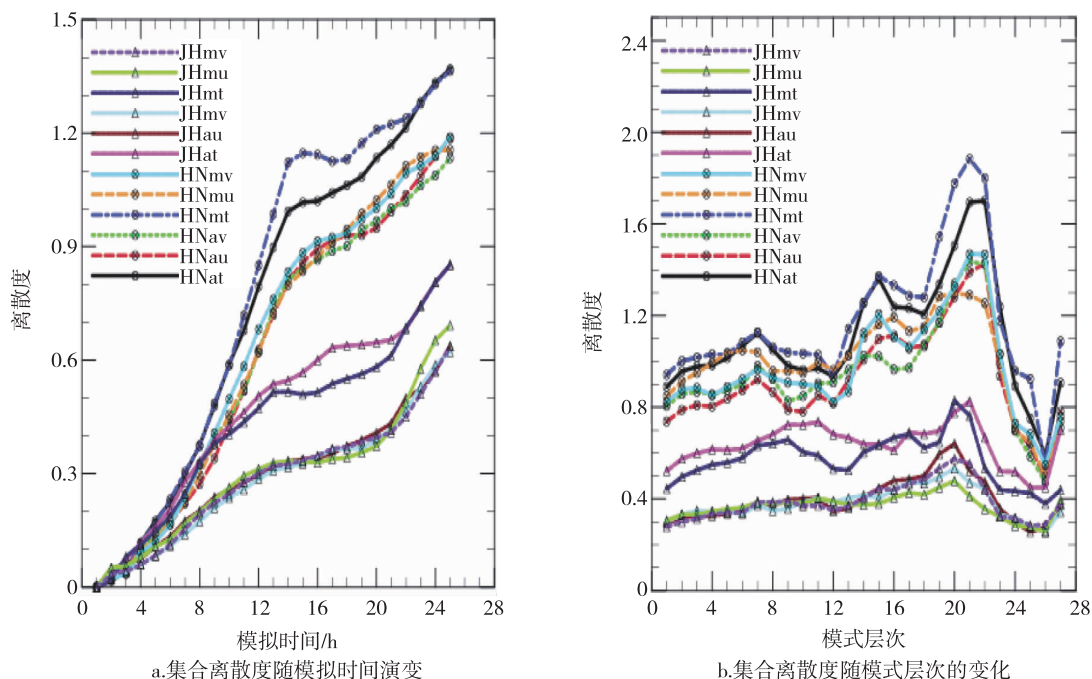 1.5
1.2
0.9
0.6
0.3
0
离散度
JHmv
JHmu
JHmt
JHmv
JHau
JHat
HNmv
HNmu
HNmt
HNav
HNau
HNat
0 4 8 12 16 20 24 28
模拟时间/h
a.集合离散度随模拟时间演变
2.4
2.0
1.6
1.2
0.8
0.4
0
离散度
JHmv
JHmu
JHmt
JHmv
JHau
JHat
HNmv
HNmu
HNmt
HNav
HNau
HNat
0 4 8 12 16 20 24 28
模式层次
b.集合离散度随模式层次的变化